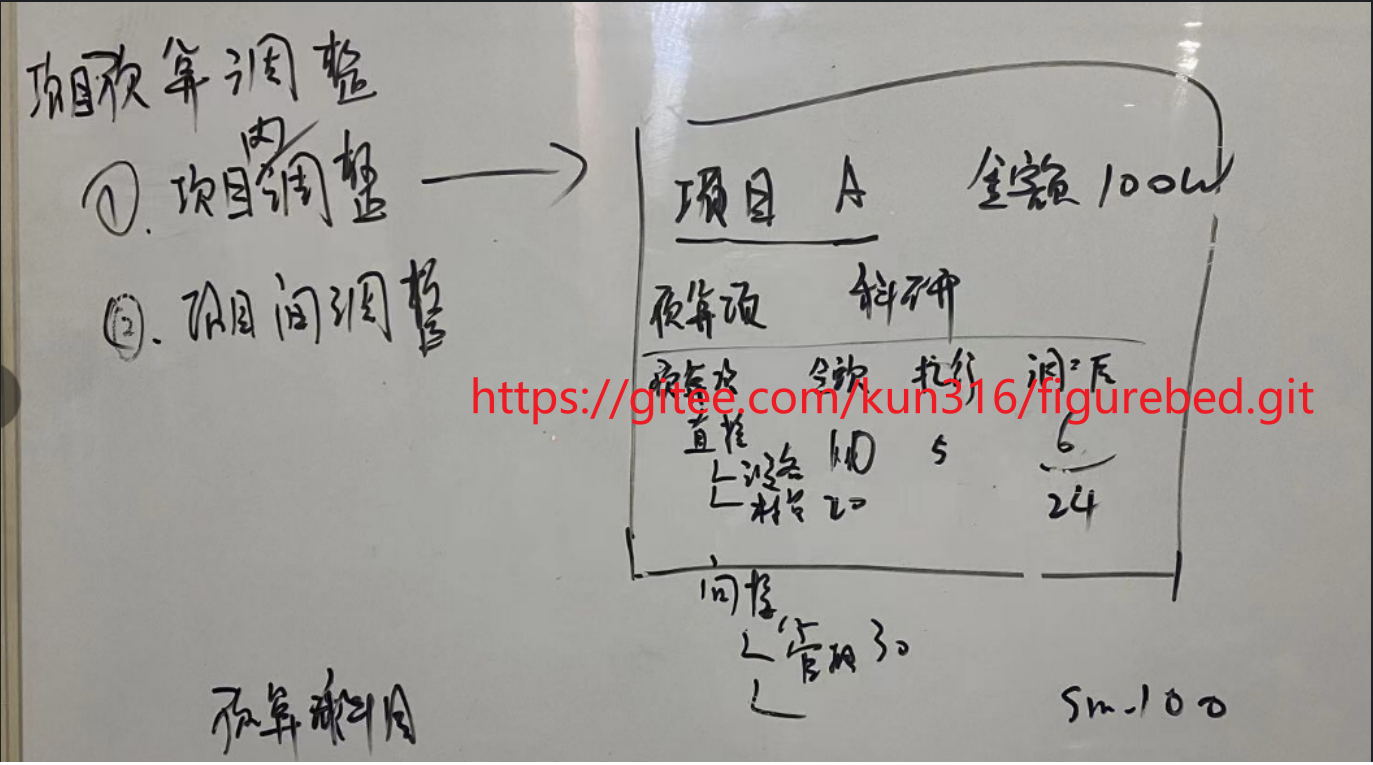 项目预算调整
①. 项目内调整
②. 项目间调整
项目 A 金额 100W
预算项 科研
预算项 金额 执行 调后
https://gitee.com/kun316/figurebed.git
直接
设备 10 5 6
材料 20 24
间接
管理 30
预算科目
Sm.100